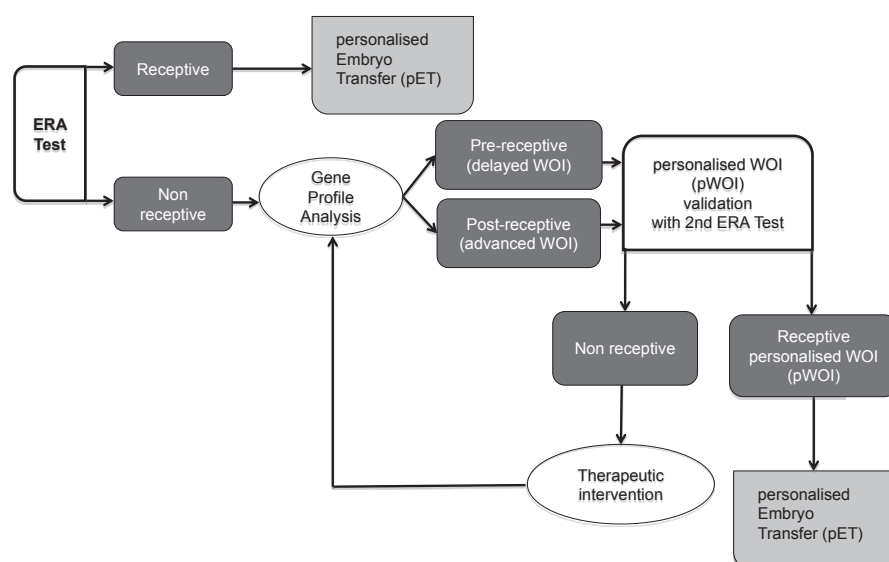 ERA
Test
Receptive
personalised
Embryo
Transfer (pET)
Non
receptive
Gene
Profile
Analysis
Pre-receptive
(delayed WOI)
Post-receptive
(advanced WOI)
personalised WOI
(pWOI)
validation
with 2nd ERA Test
Non receptive
Receptive
personalised WOI
(pWOI)
Therapeutic
intervention
personalised
Embryo
Transfer (pET)